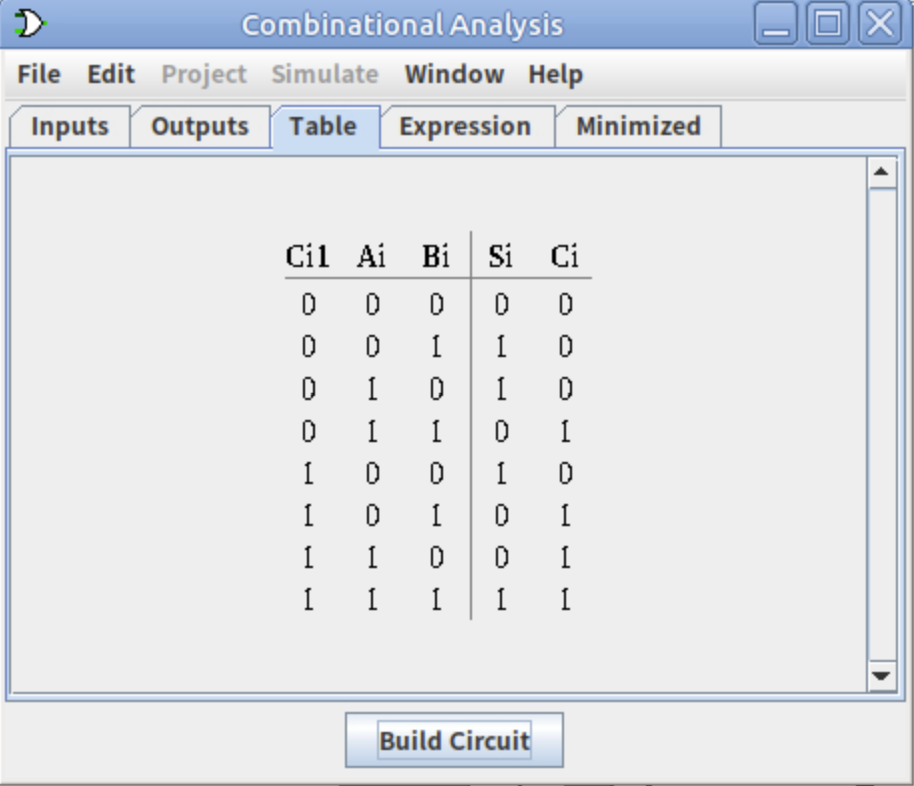 Combinational Analysis
File Edit Project Simulate Window Help
Inputs Outputs Table Expression Minimized
Ci1 Ai Bi Si Ci
0 0 0 0 0
0 0 1 1 0
0 1 0 1 0
0 1 1 0 1
1 0 0 1 0
1 0 1 0 1
1 1 0 0 1
1 1 1 1 1
Build Circuit